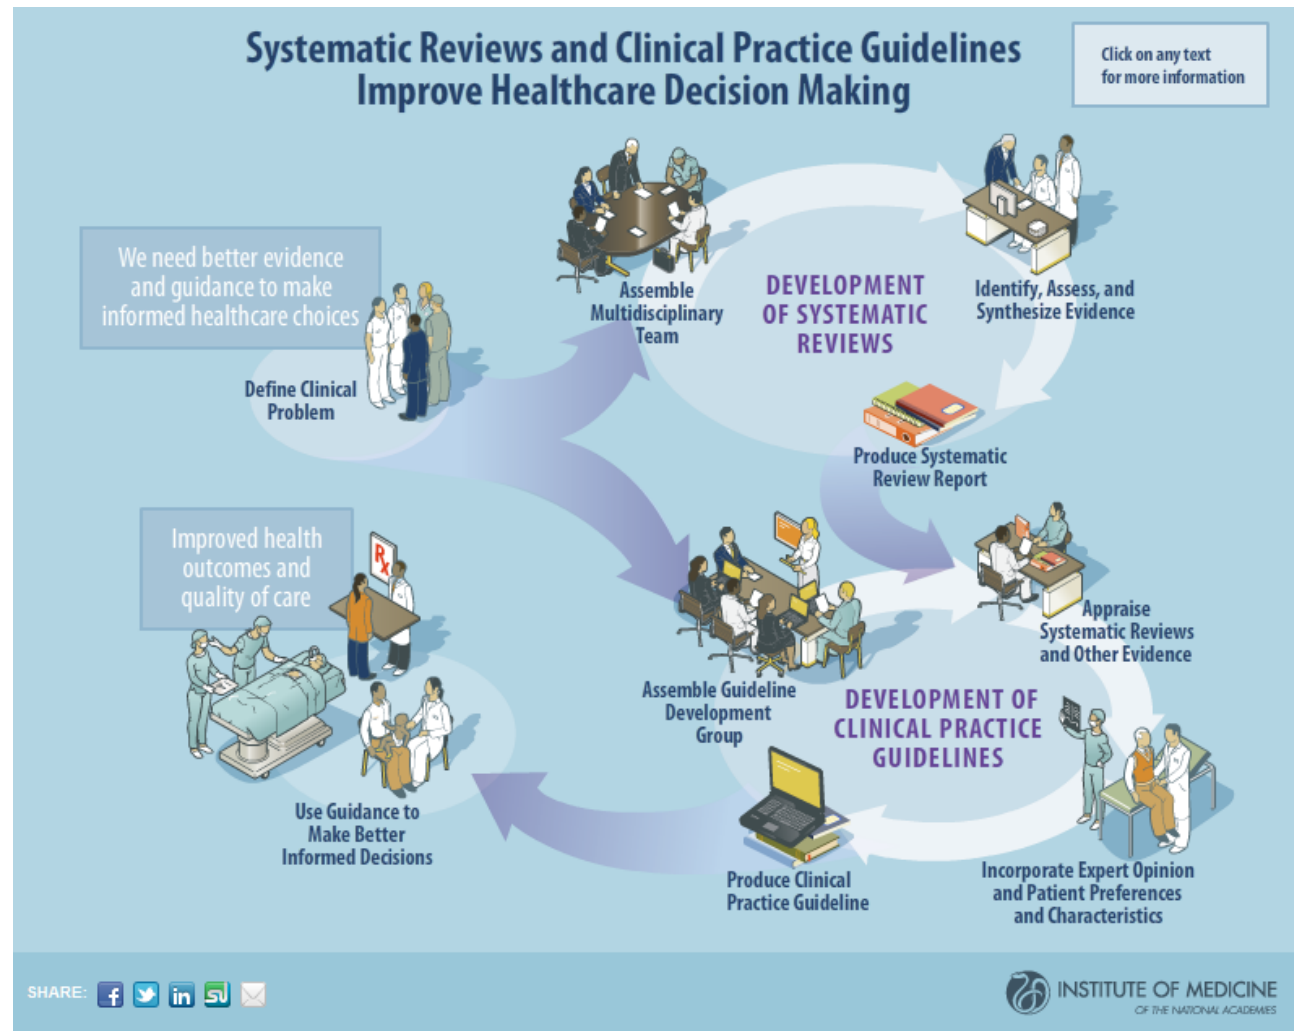 Systematic Reviews and Clinical Practice Guidelines
Improve Healthcare Decision Making
Click on any text
for more information
We need better evidence
and guidance to make
informed healthcare choices
Define Clinical
Problem
Assemble
Multidisciplinary
Team
DEVELOPMENT
OF SYSTEMATIC
REVIEWS
Identify, Assess, and
Synthesize Evidence
Produce Systematic
Review Report
Improved health
outcomes and
quality of care
Rx
Assemble Guideline
Development
Group
DEVELOPMENT OF
CLINICAL PRACTICE
GUIDELINES
Appraise
Systematic Reviews
and Other Evidence
Incorporate Expert Opinion
and Patient Preferences
and Characteristics
Produce Clinical
Practice Guideline
Use Guidance to
Make Better
Informed Decisions
SHARE:
INSTITUTE OF MEDICINE
OF THE NATIONAL ACADEMIES